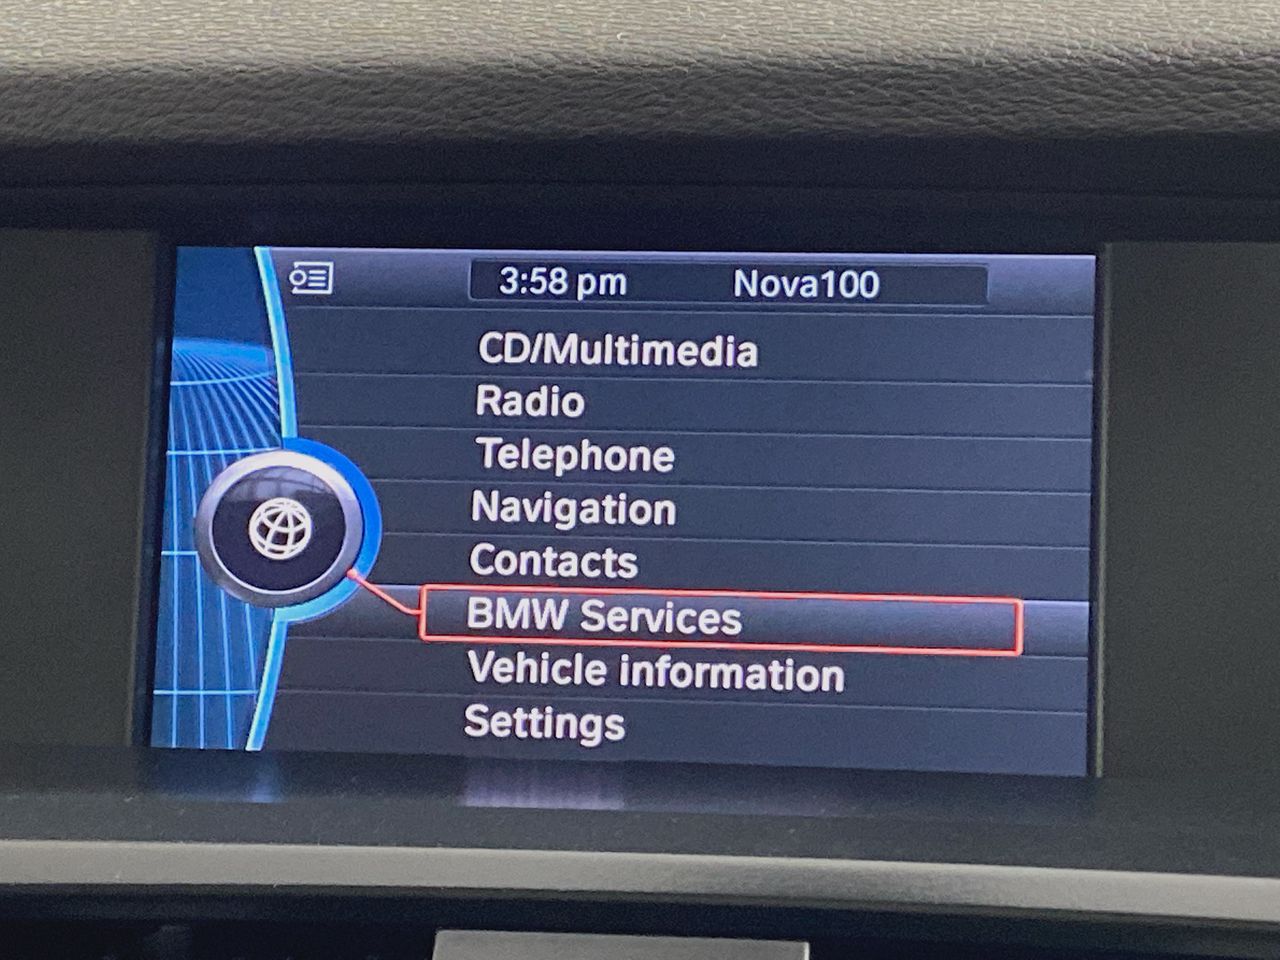 3:58 pm Nova100
CD/Multimedia
Radio
Telephone
Navigation
Contacts
BMW Services
Vehicle information
Settings